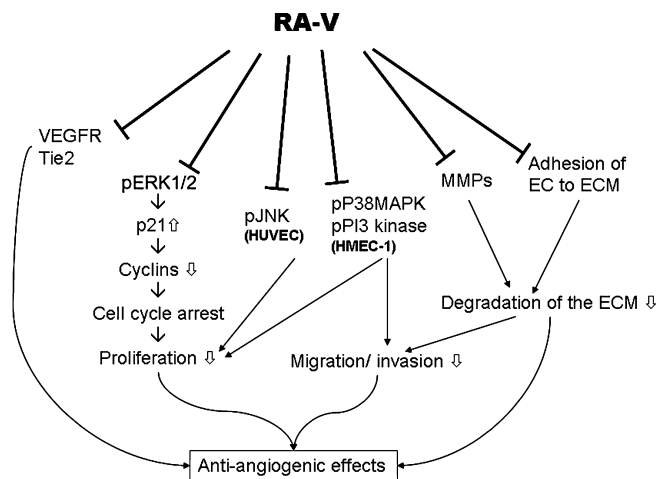 RA-V
VEGFR
Tie2
pERK1/2
p21⇧
Cyclins ⇩
Cell cycle arrest
Proliferation ⇩
pJNK
(HUVEC)
pP38MAPK
pPI3 kinase
(HMEC-1)
MMPs
Adhesion of
EC to ECM
Degradation of the ECM ⇩
Migration/ invasion ⇩
Anti-angiogenic effects